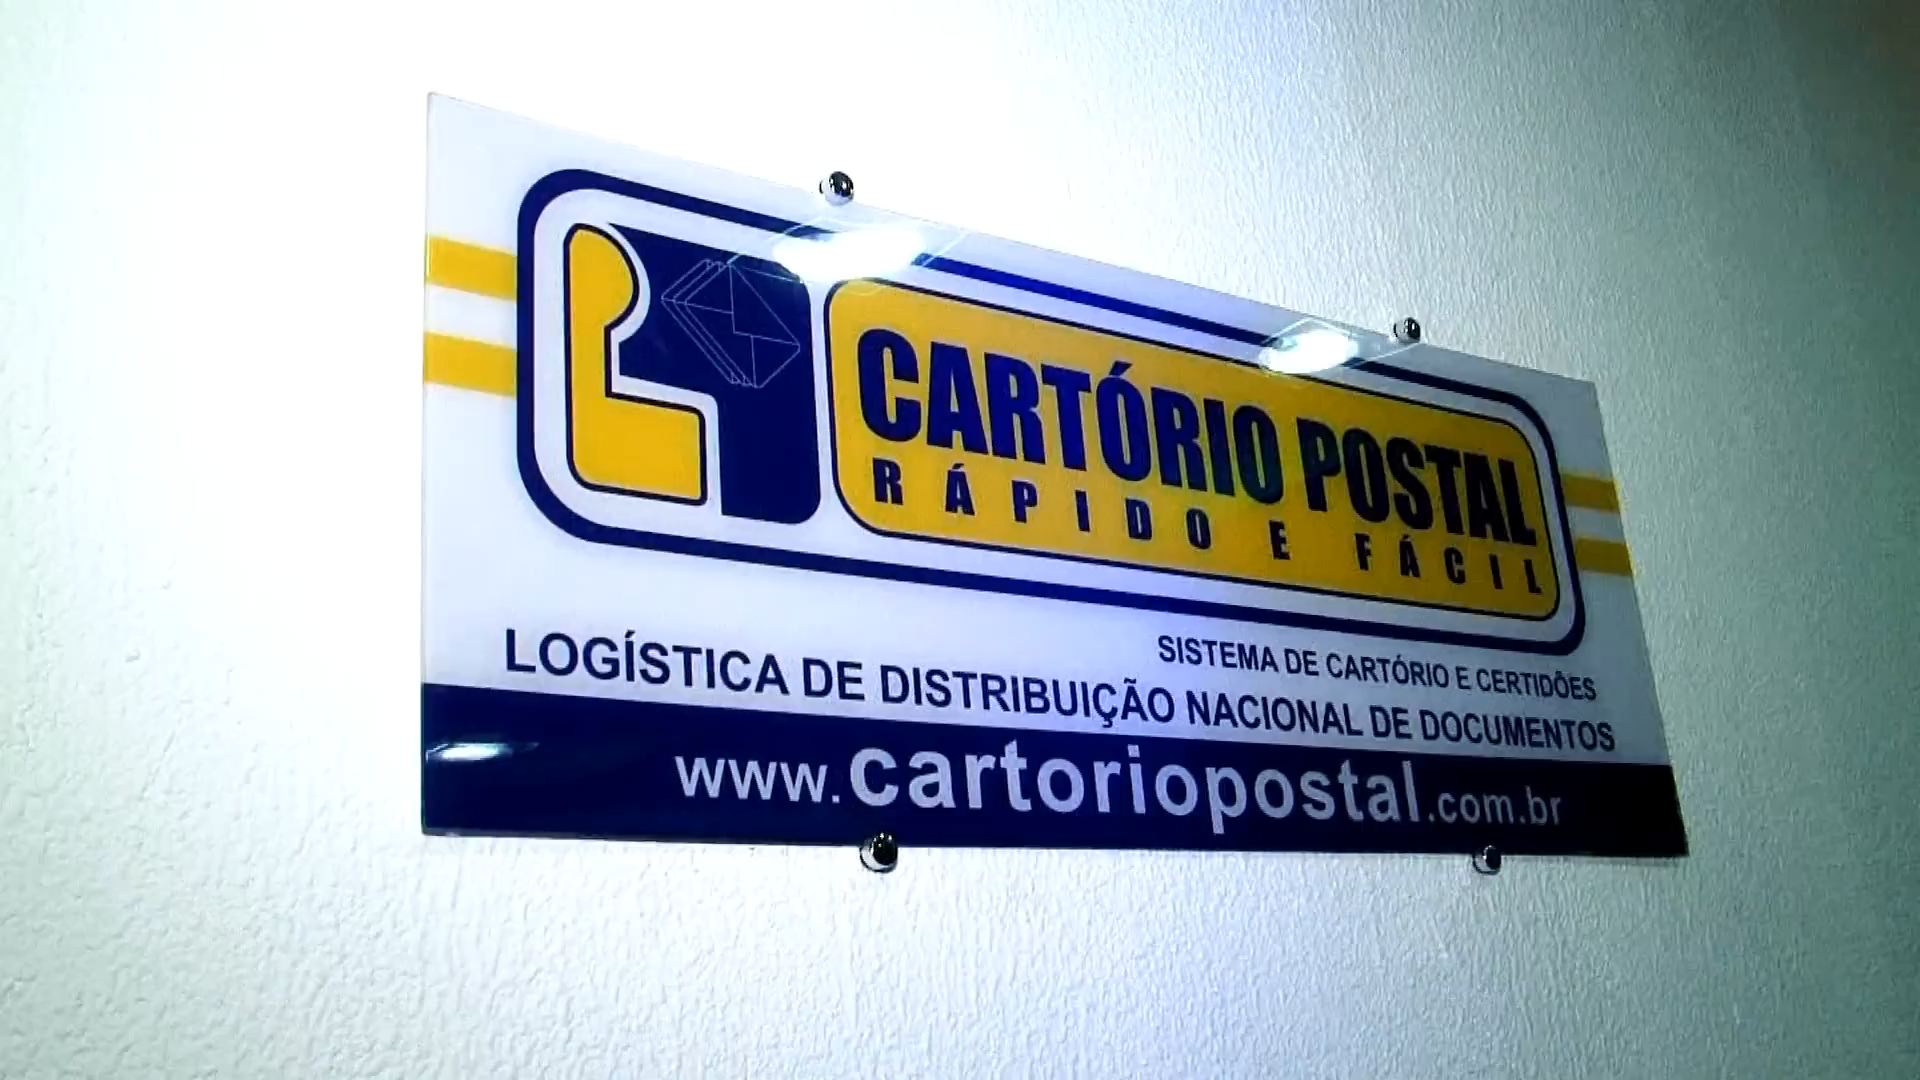 CARTÓRIO POSTAL
RÁPIDO E FÁCIL
SISTEMA DE CARTÓRIO E CERTIDÕES
LOGÍSTICA DE DISTRIBUIÇÃO NACIONAL DE DOCUMENTOS
www.cartoriopostal.com.br